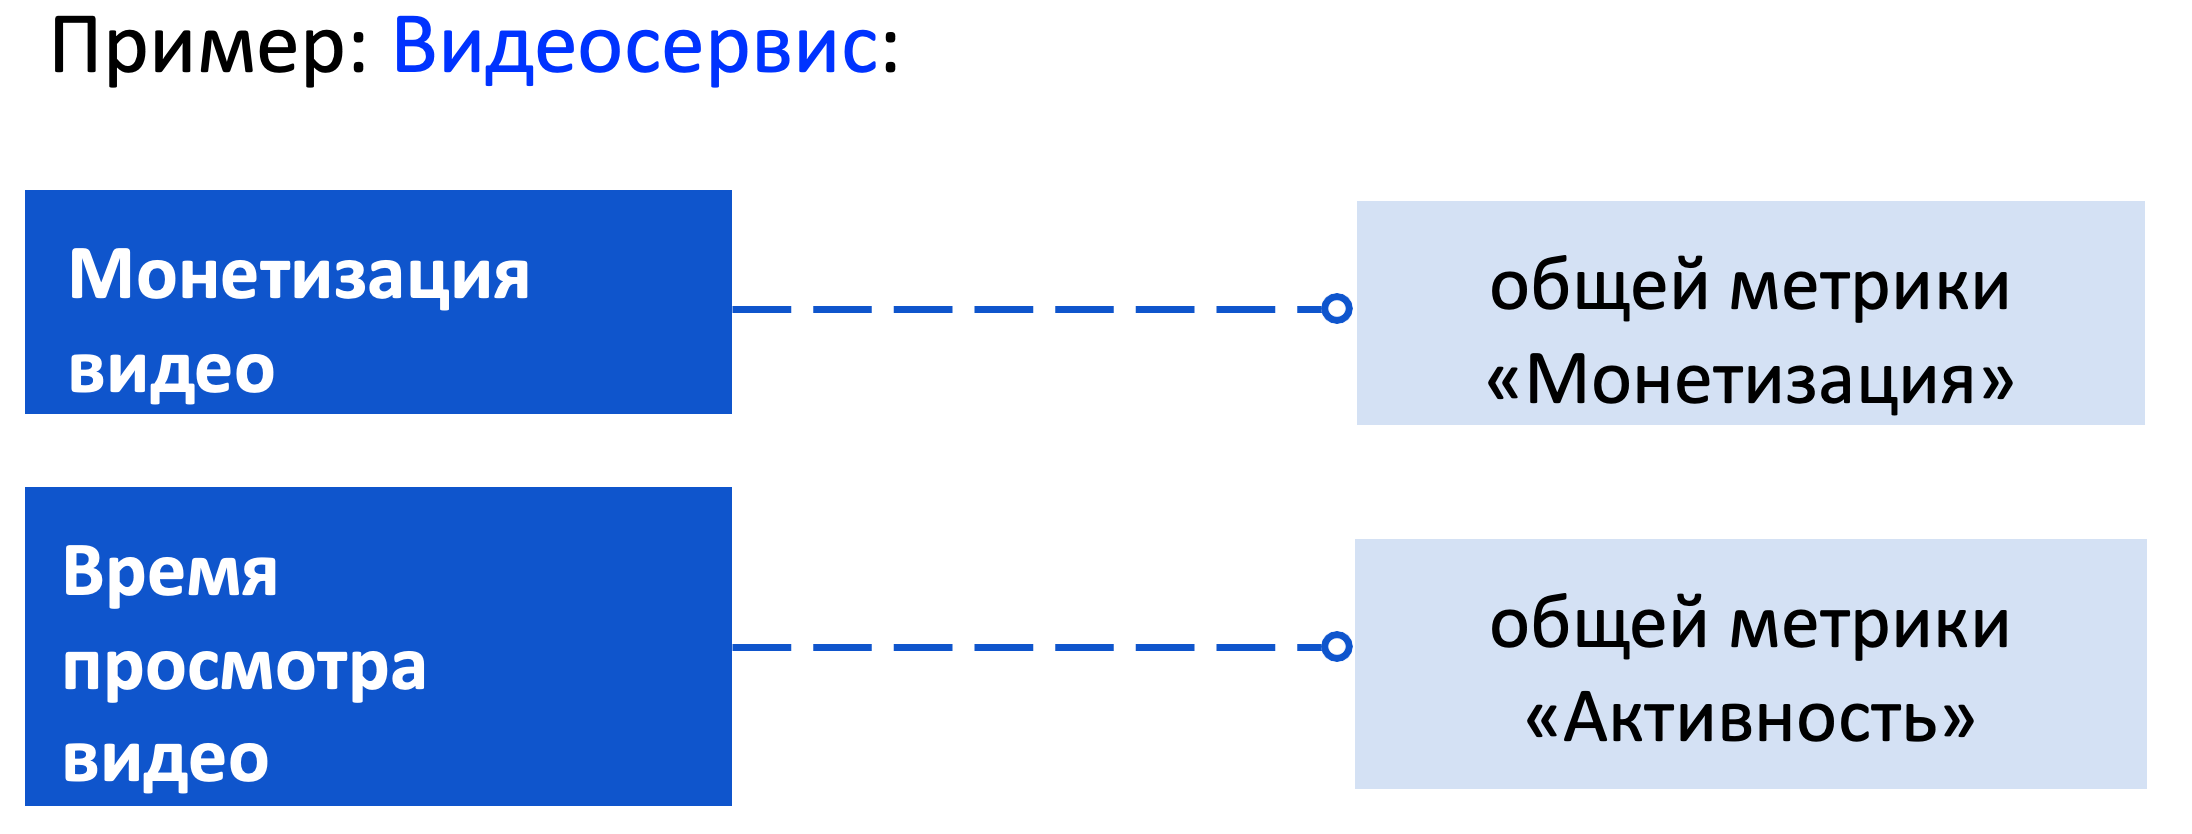 Пример: Видеосервис:
Монетизация
видео
общей метрики
«Монетизация»
Время
просмотра
видео
общей метрики
«Активность»